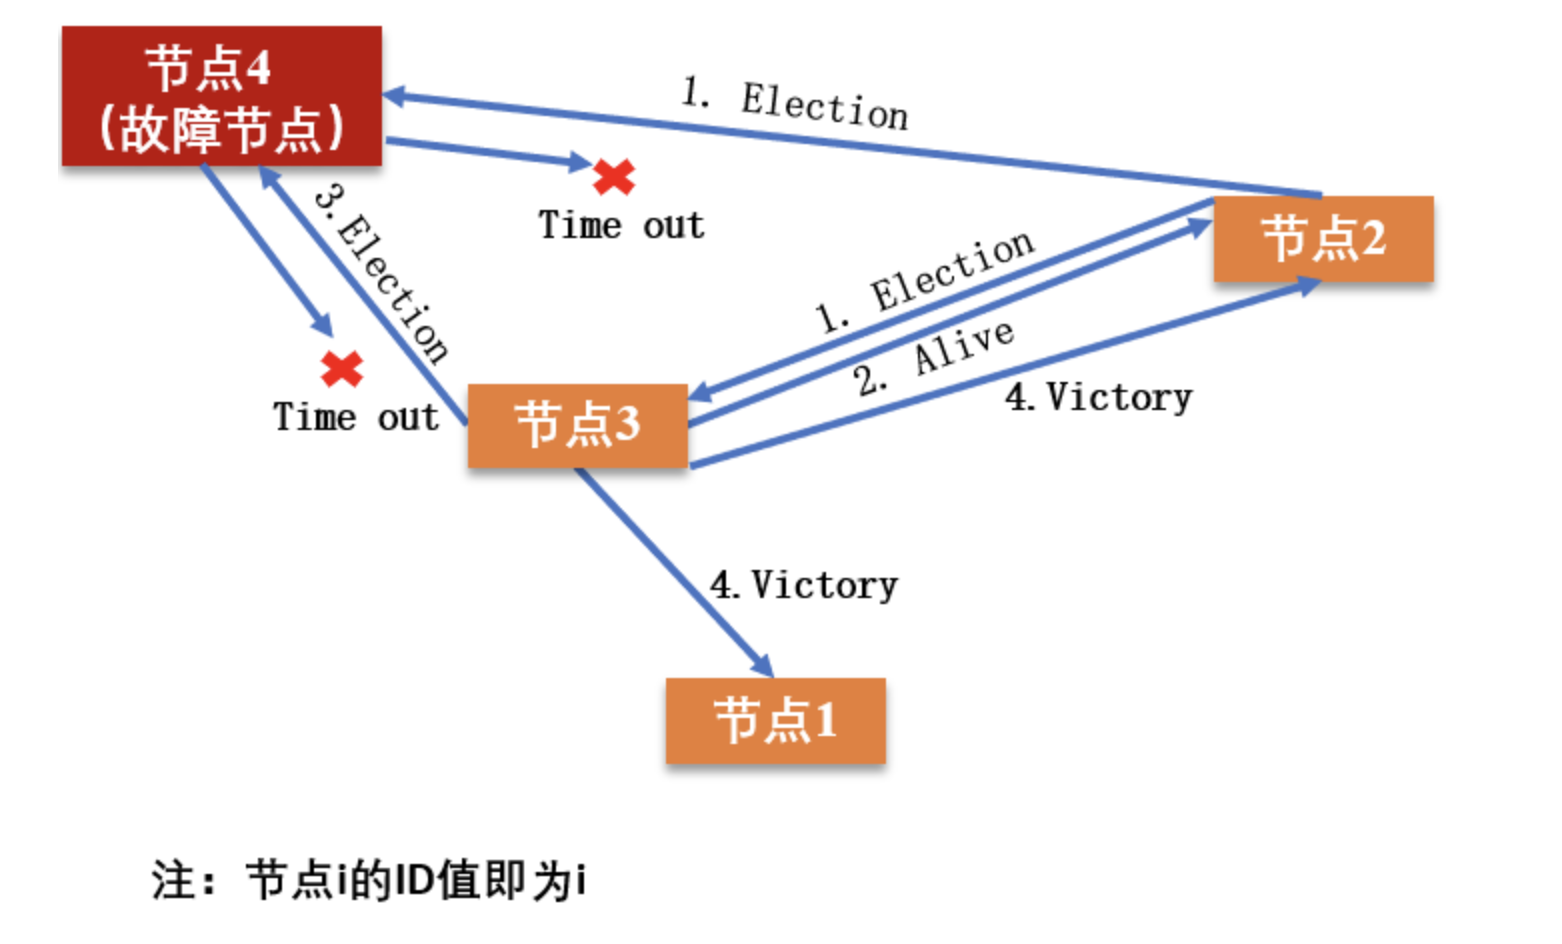 节点4
(故障节点)
1. Election
Time out
节点2
3.Election
1. Election
2. Alive
4.Victory
Time out
节点3
4.Victory
节点1
注：节点i的ID值即为i